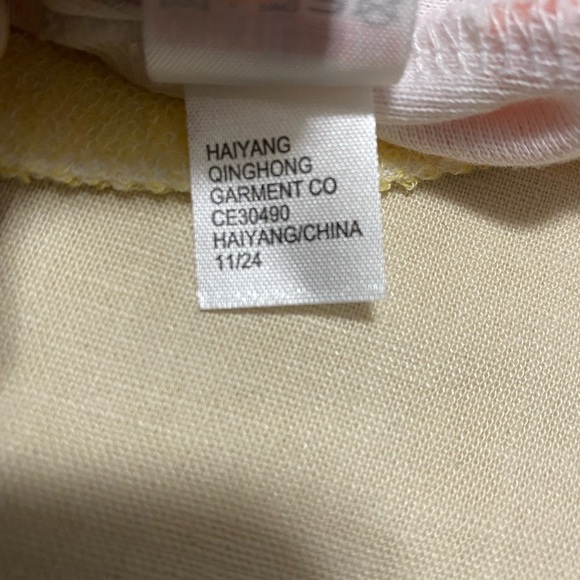 HAIYANG
QINGHONG
GARMENT CO
CE30490
HAIYANG/CHINA
11/24